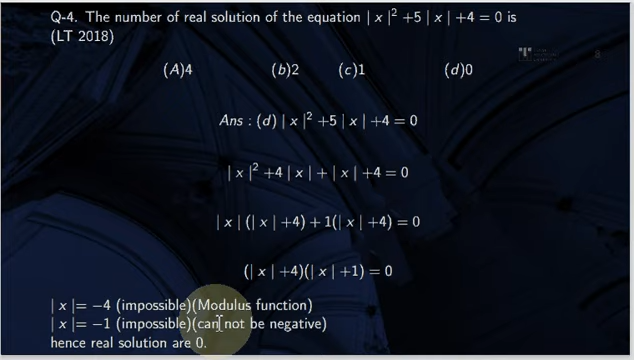 Q-4. The number of real solution of the equation | x |² +5 | x | +4 = 0 is
(LT 2018)
(A)4 (b)2 (c)1 (d)0
8
Ans : (d) | x |² +5 | x | +4 = 0
| x |² +4 | x | + | x | +4 = 0
| x | (| x | +4) + 1(| x | +4) = 0
(| x | +4)(| x | +1) = 0
| x |= −4 (impossible)(Modulus function)
| x |= −1 (impossible)(can not be negative)
hence real solution are 0.